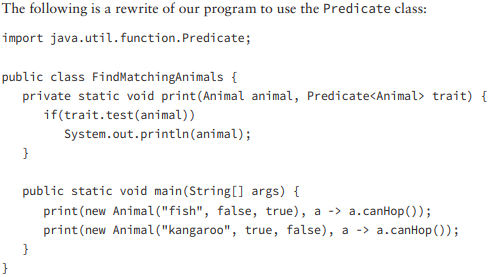 The following is a rewrite of our program to use the Predicate class:
import java.util.function.Predicate;

public class FindMatchingAnimals {
   private static void print(Animal animal, Predicate<Animal> trait) {
      if(trait.test(animal))
         System.out.println(animal);
   }

   public static void main(String[] args) {
      print(new Animal("fish", false, true), a -> a.canHop());
      print(new Animal("kangaroo", true, false), a -> a.canHop());
   }
}